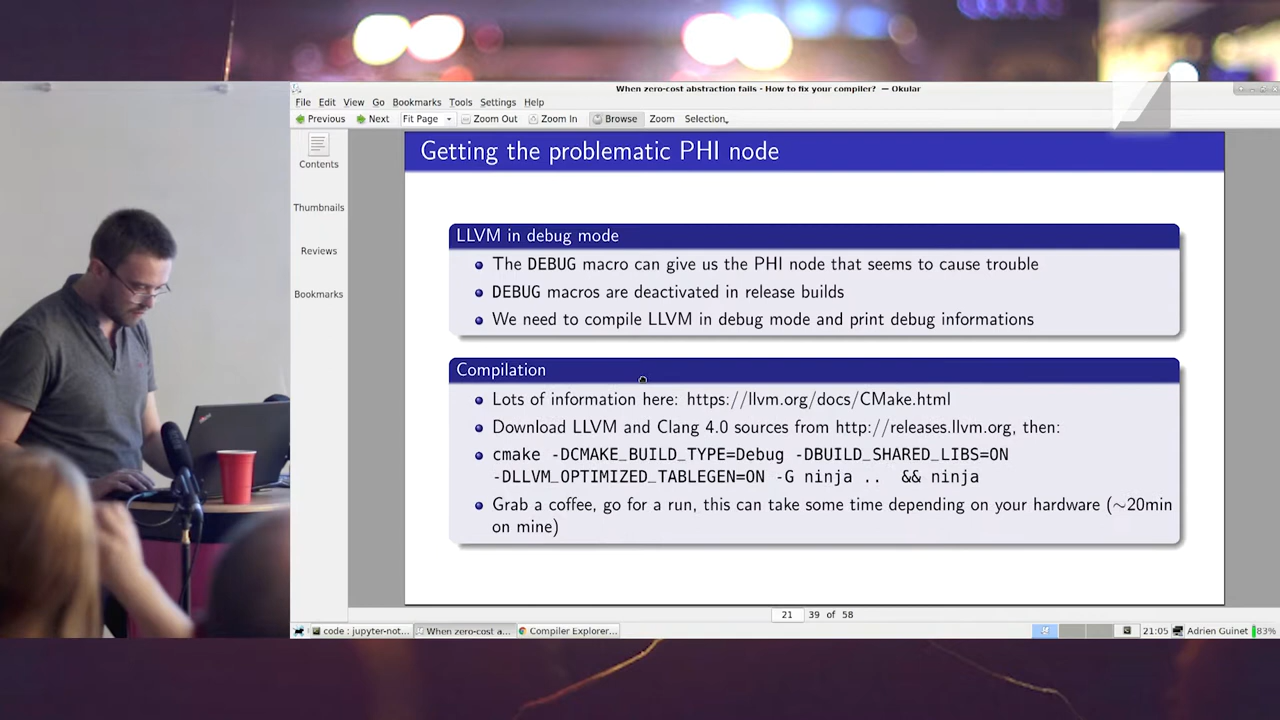 When zero-cost abstraction fails - How to fix your compiler? — Okular
File Edit View Go Bookmarks Tools Settings Help
Previous Next Fit Page Zoom Out Zoom In Browse Zoom Selection
Contents
Thumbnails
Reviews
Bookmarks
Getting the problematic PHI node
LLVM in debug mode
The DEBUG macro can give us the PHI node that seems to cause trouble
DEBUG macros are deactivated in release builds
We need to compile LLVM in debug mode and print debug informations
Compilation
Lots of information here: https://llvm.org/docs/CMake.html
Download LLVM and Clang 4.0 sources from http://releases.llvm.org, then:
cmake -DCMAKE_BUILD_TYPE=Debug -DBUILD_SHARED_LIBS=ON
-DLLVM_OPTIMIZED_TABLEGEN=ON -G ninja .. && ninja
Grab a coffee, go for a run, this can take some time depending on your hardware (~20min
on mine)
21 39 of 58
code : jupyter-not... When zero-cost a... Compiler Explorer... 21:05 Adrien Guinet 83%